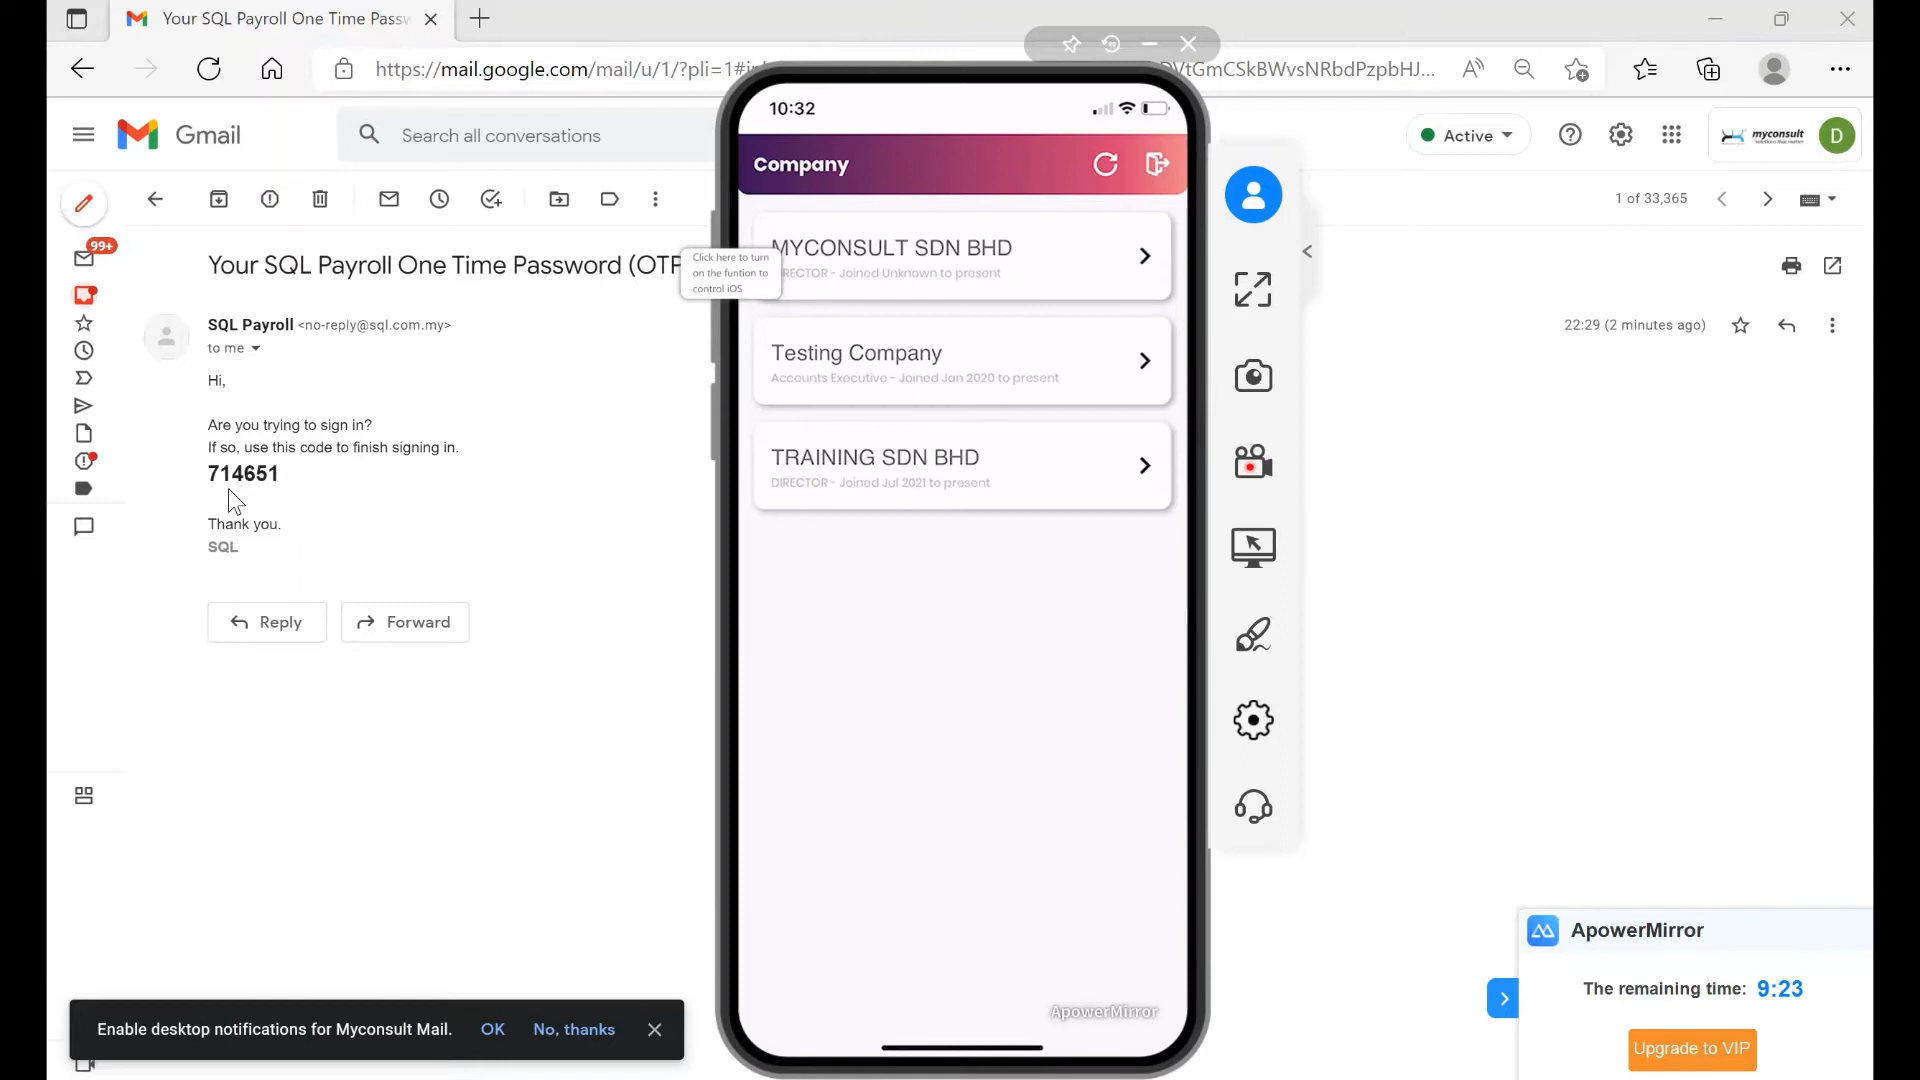 Your SQL Payroll One Time Passw
https://mail.google.com/mail/u/1/?pli=1#in
VtGmCSkBWvsNRbdPzpbHJ...
Gmail
Search all conversations
Active
myconsult
D
1 of 33,365
99+
Your SQL Payroll One Time Password (OTP
SQL Payroll <no-reply@sql.com.my>
22:29 (2 minutes ago)
to me
Hi,
Are you trying to sign in?
If so, use this code to finish signing in.
714651
Thank you.
SQL
Reply
Forward
Enable desktop notifications for Myconsult Mail.
OK
No, thanks
10:32
Company
MYCONSULT SDN BHD
RECTOR - Joined Unknown to present
Click here to turn
on the funtion to
control iOS
Testing Company
Accounts Executive - Joined Jan 2020 to present
TRAINING SDN BHD
DIRECTOR - Joined Jul 2021 to present
ApowerMirror
ApowerMirror
The remaining time: 9:23
Upgrade to VIP